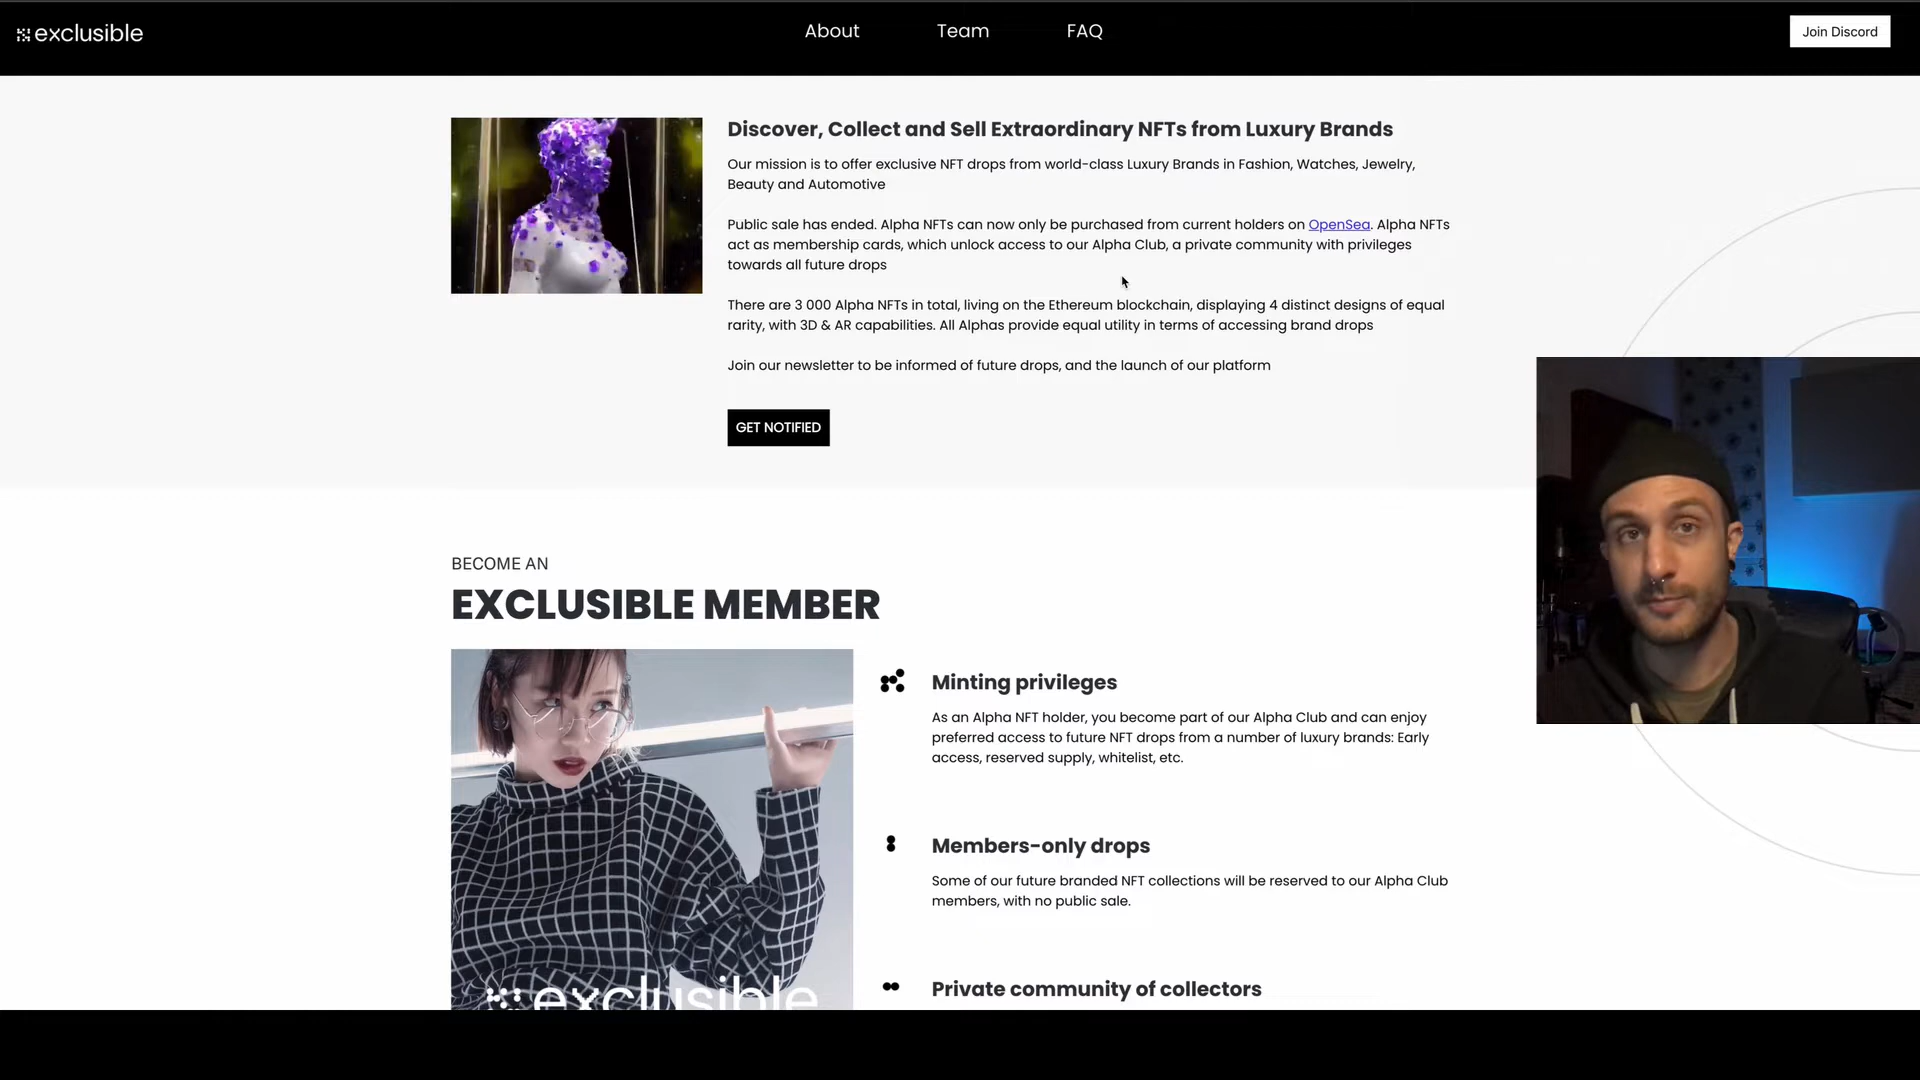 exclusible
About
Team
FAQ
Join Discord
Discover, Collect and Sell Extraordinary NFTs from Luxury Brands
Our mission is to offer exclusive NFT drops from world-class Luxury Brands in Fashion, Watches, Jewelry,
Beauty and Automotive
Public sale has ended. Alpha NFTs can now only be purchased from current holders on OpenSea. Alpha NFTs
act as membership cards, which unlock access to our Alpha Club, a private community with privileges
towards all future drops
There are 3 000 Alpha NFTs in total, living on the Ethereum blockchain, displaying 4 distinct designs of equal
rarity, with 3D & AR capabilities. All Alphas provide equal utility in terms of accessing brand drops
Join our newsletter to be informed of future drops, and the launch of our platform
GET NOTIFIED
BECOME AN
EXCLUSIBLE MEMBER
Minting privileges
As an Alpha NFT holder, you become part of our Alpha Club and can enjoy
preferred access to future NFT drops from a number of luxury brands: Early
access, reserved supply, whitelist, etc.
Members-only drops
Some of our future branded NFT collections will be reserved to our Alpha Club
members, with no public sale.
Private community of collectors
exclusible